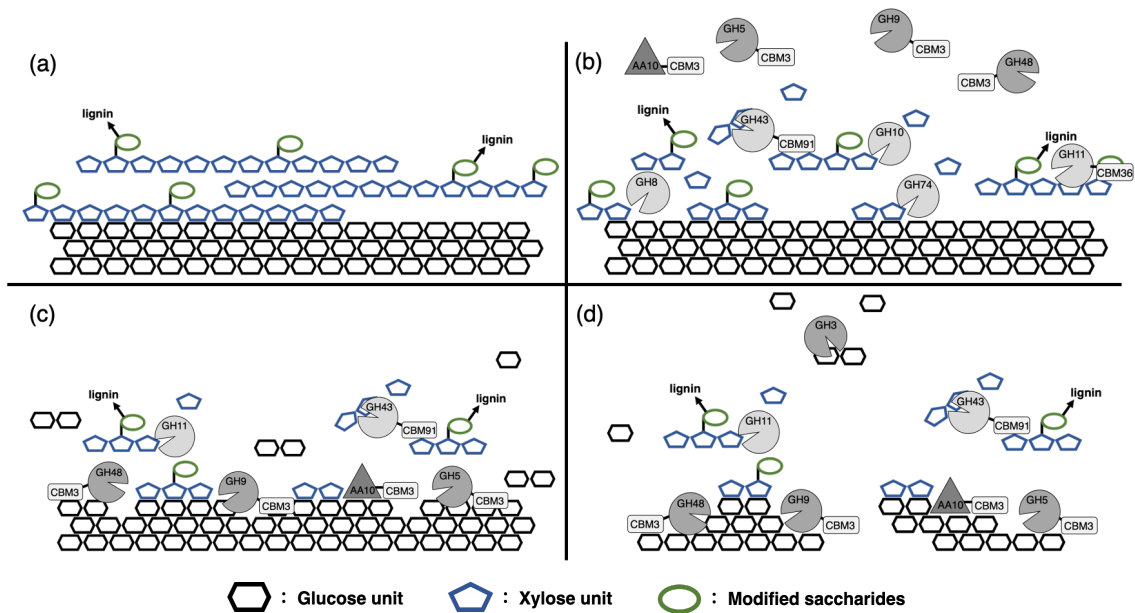 (a)
lignin
lignin
(b)
AA10
CBM3
GH5
CBM3
GH9
CBM3
CBM3
GH48
lignin
GH43
CBM91
GH10
lignin
GH11
CBM36
GH8
GH74
(c)
lignin
GH11
GH43
CBM91
lignin
CBM3
GH48
GH9
CBM3
AA10
CBM3
GH5
CBM3
(d)
GH3
lignin
GH11
GH43
CBM91
lignin
CBM3
GH48
GH9
CBM3
AA10
CBM3
GH5
CBM3
: Glucose unit : Xylose unit : Modified saccharides